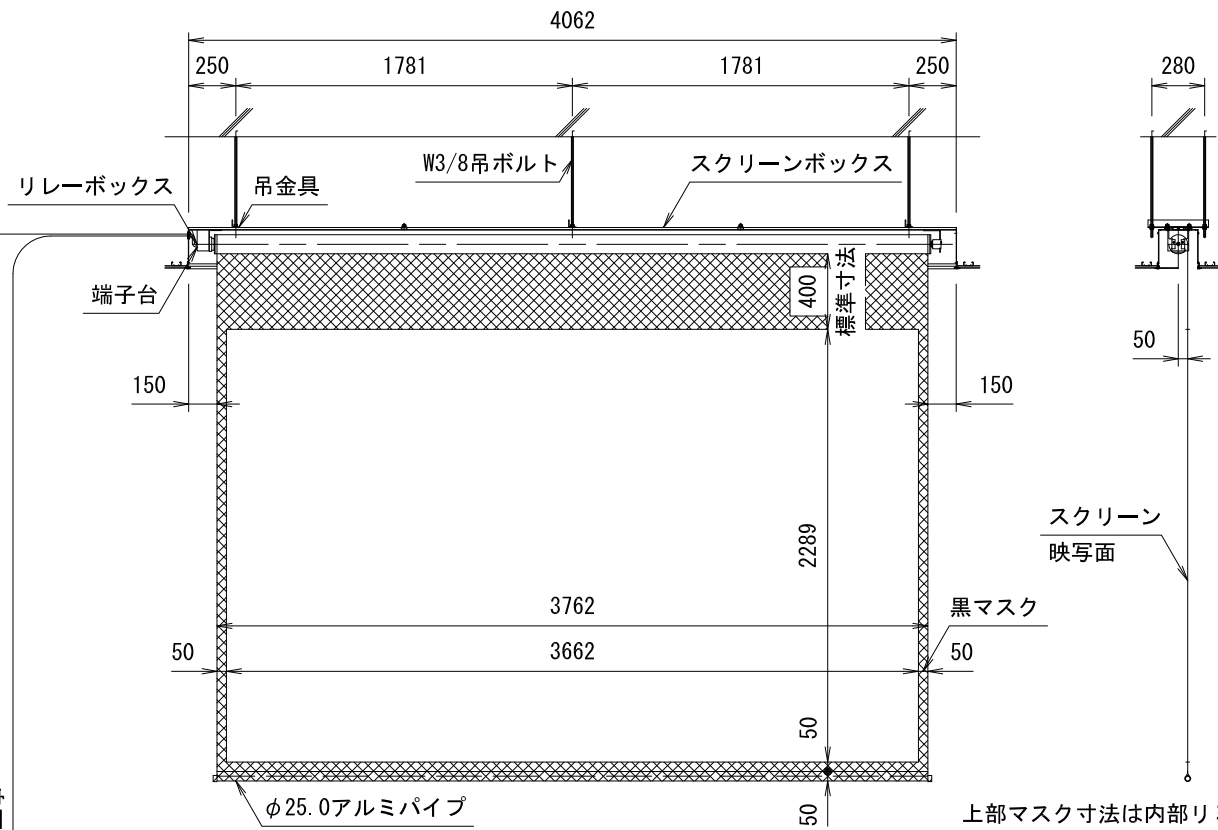 4062
250
1781
1781
250
280
W3/8吊ボルト
スクリーンボックス
リレーボックス
吊金具
端子台
400
標準寸法
150
150
50
2289
スクリーン
映写面
3762
黒マスク
50
3662
50
50
φ25.0アルミパイプ
50
上部マスク寸法は内部リ